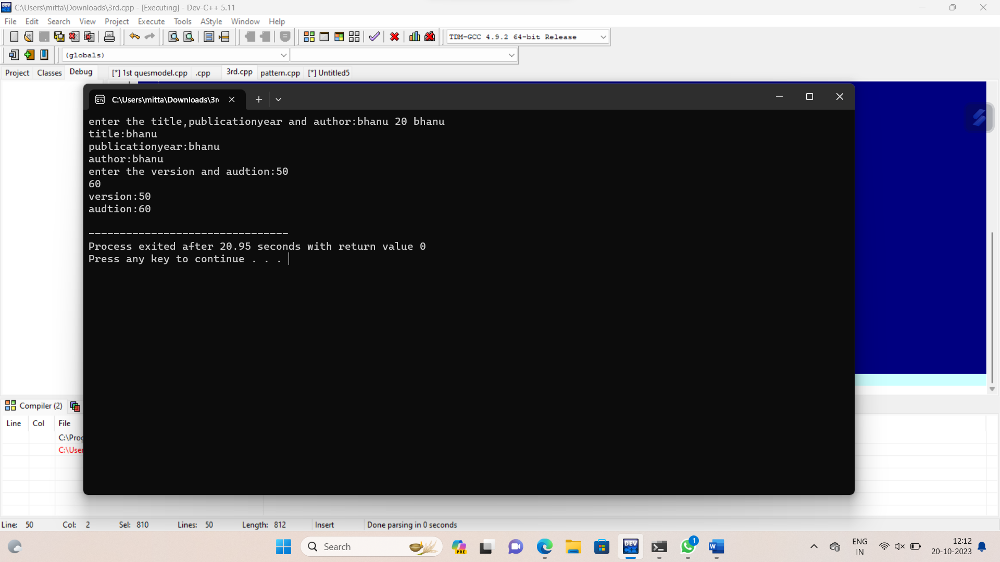 C:\Users\mitta\Downloads\3rd.cpp - [Executing] - Dev-C++ 5.11
File Edit Search View Project Execute Tools AStyle Window Help
TDM-GCC 4.9.2 64-bit Release
(globals)
Project Classes Debug [*] 1st quesmodel.cpp .cpp 3rd.cpp pattern.cpp [*] Untitled5
C:\Users\mitta\Downloads\3r
enter the title,publicationyear and author:bhanu 20 bhanu
title:bhanu
publicationyear:bhanu
author:bhanu
enter the version and audtion:50
60
version:50
audtion:60
--------------------------------
Process exited after 20.95 seconds with return value 0
Press any key to continue . . .
Compiler (2)
Line Col File
C:\Prog
C:\User
Line: 50 Col: 2 Sel: 810 Lines: 50 Length: 812 Insert Done parsing in 0 seconds
Search
PRE
DEV
1
ENG
IN
12:12
20-10-2023